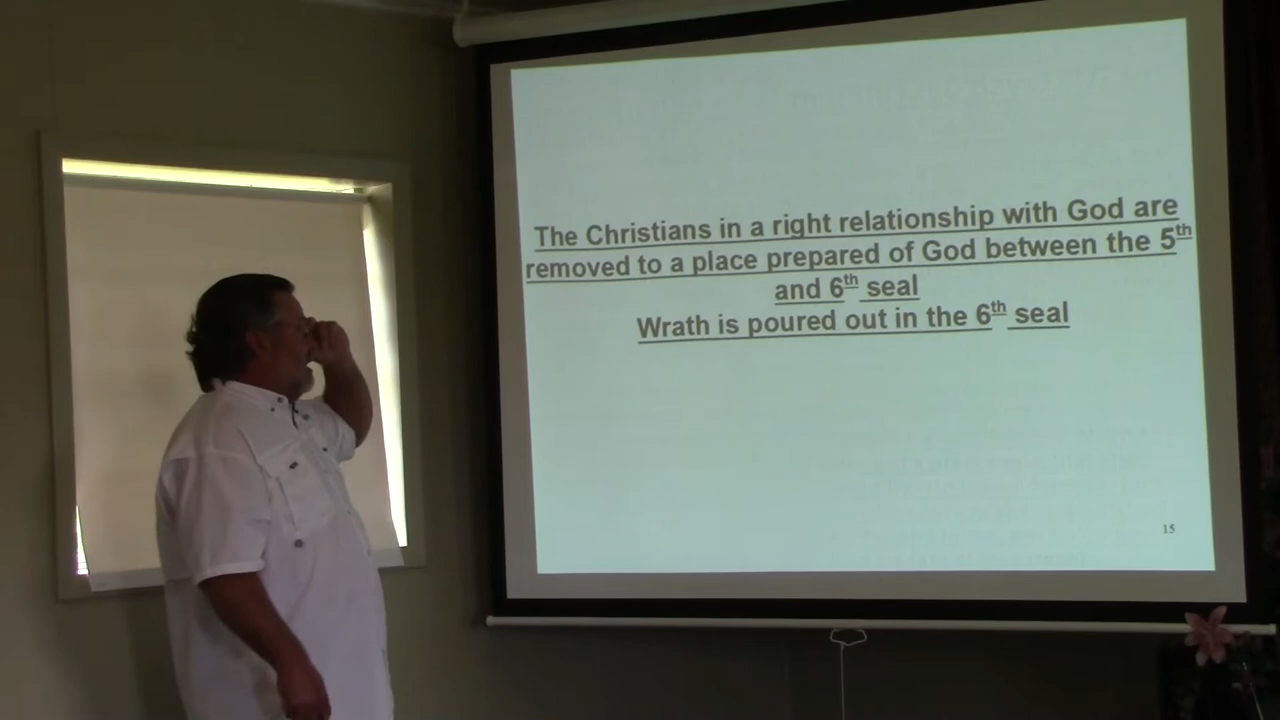 The Christians in a right relationship with God are
removed to a place prepared of God between the 5th
and 6th seal
Wrath is poured out in the 6th seal
15